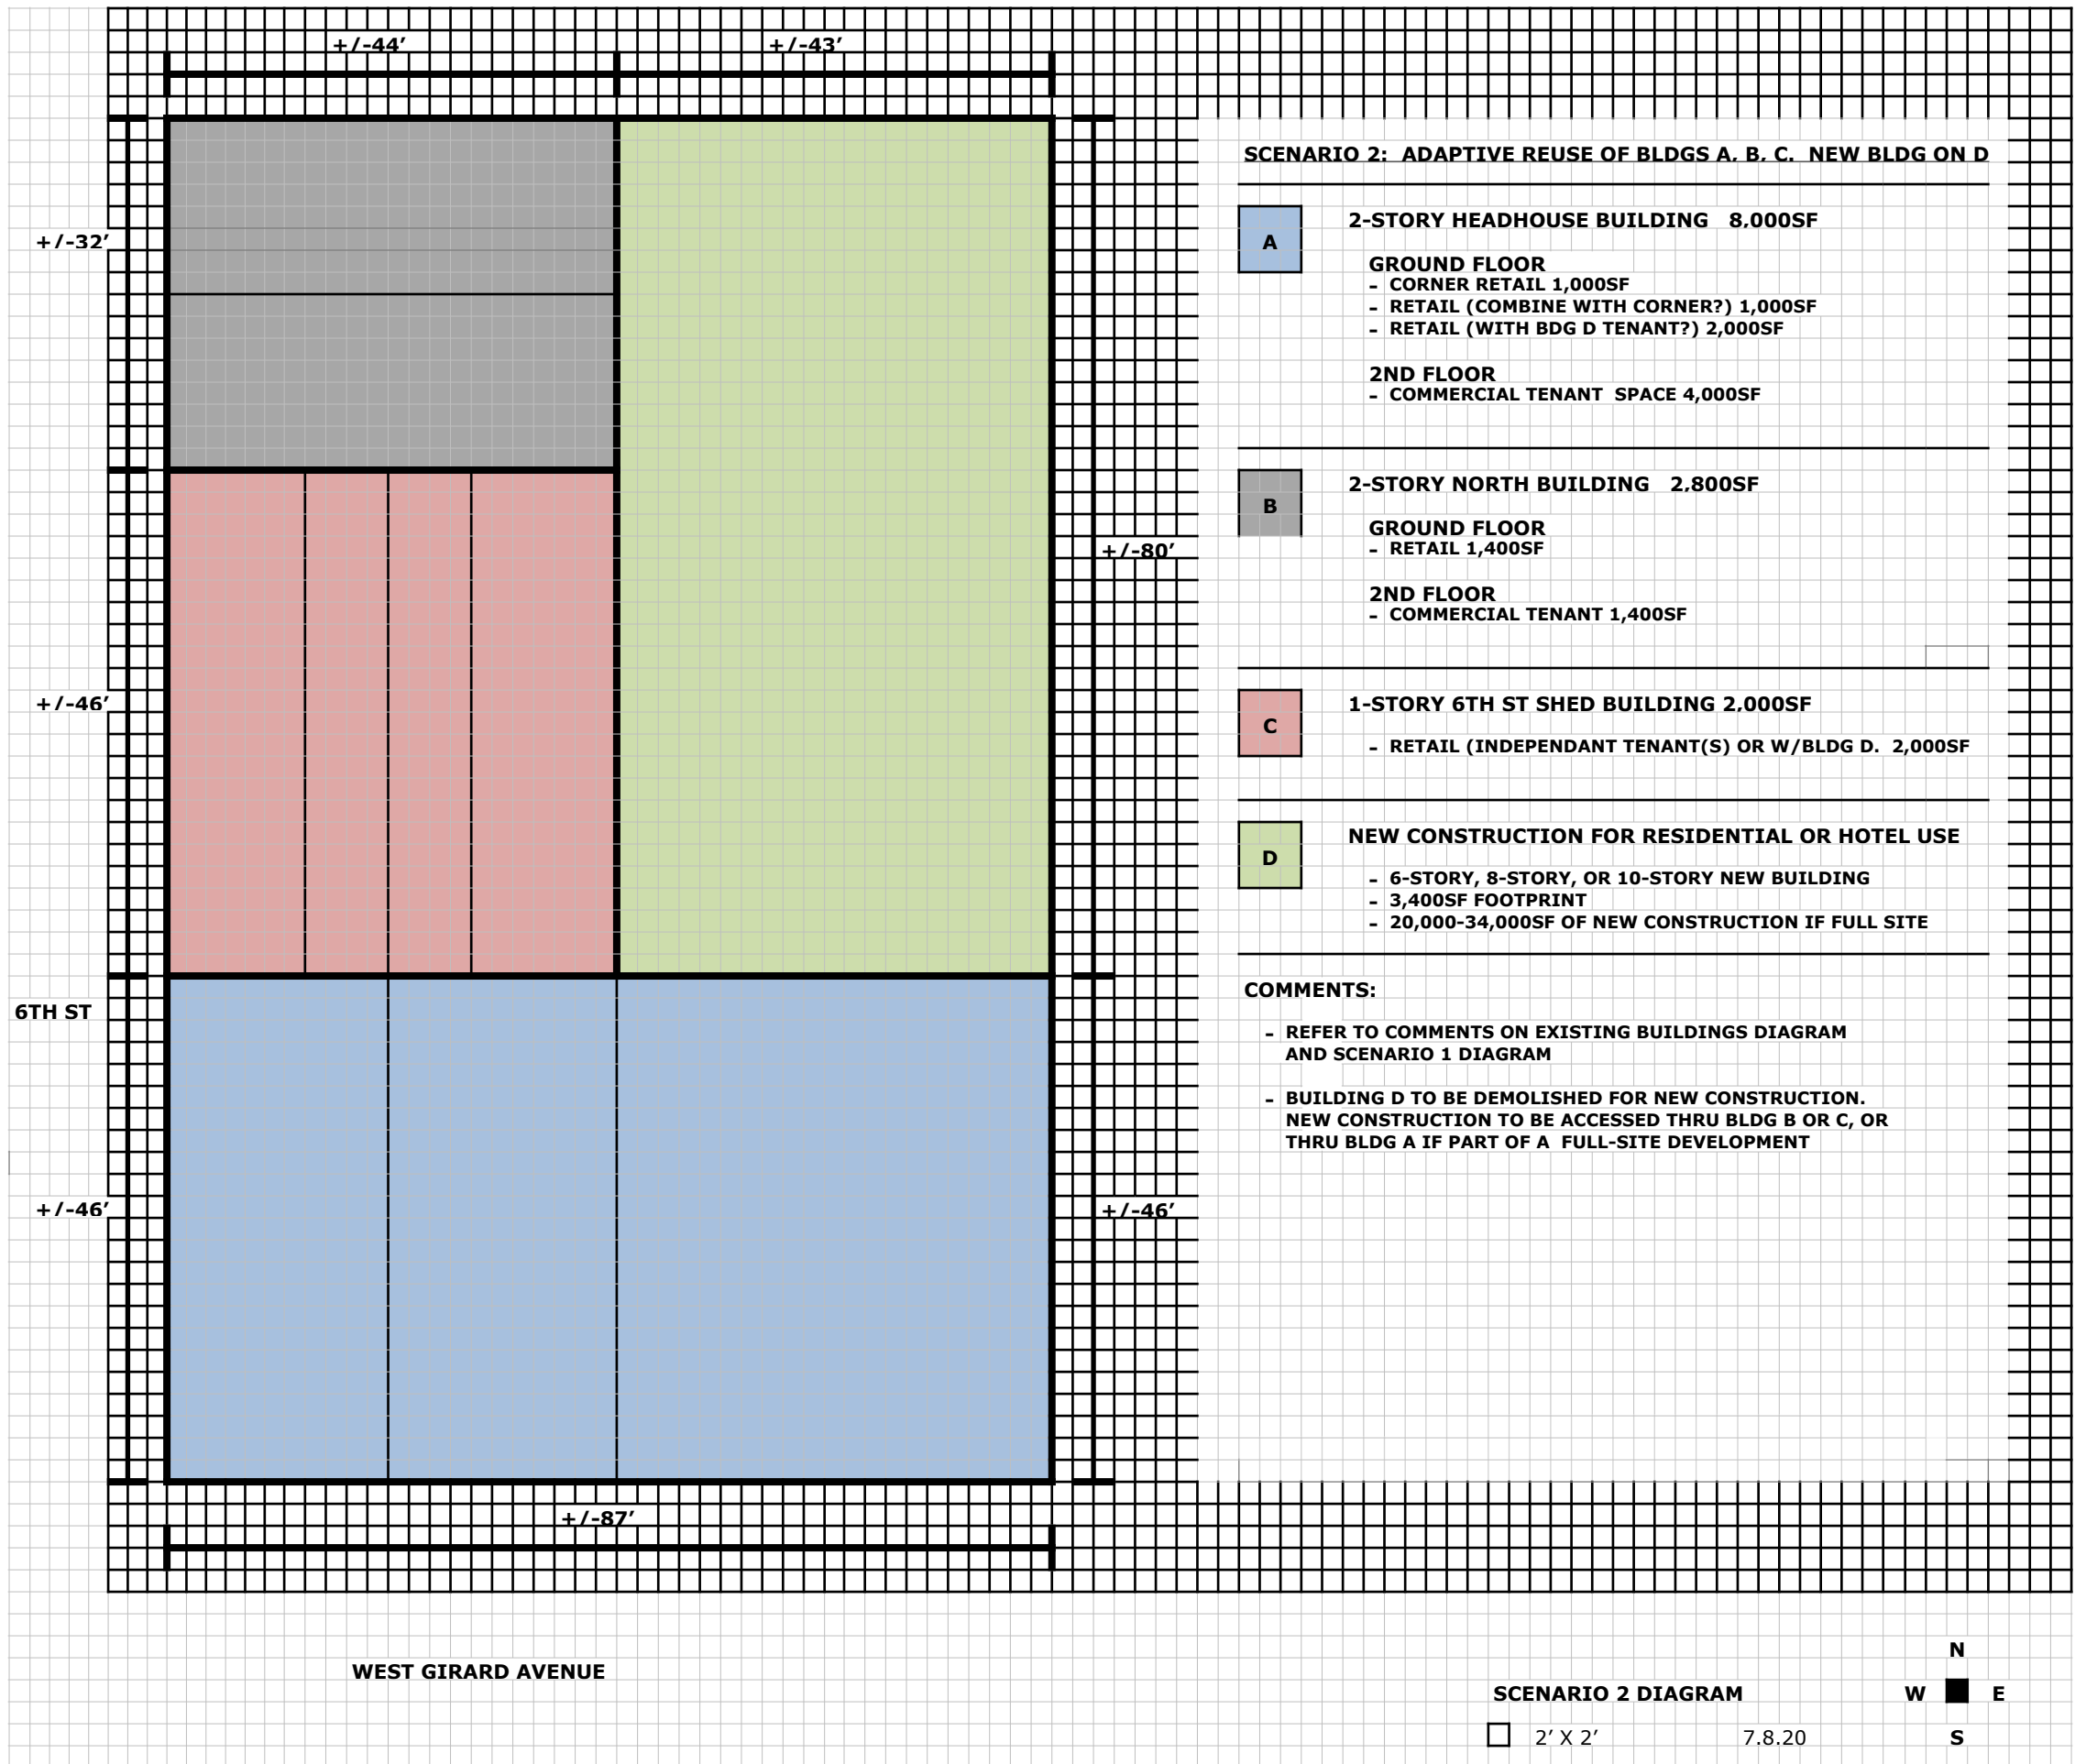 +/-44’ +/-43’
+/-32’
+/-46’
+/-80’
6TH ST
+/-46’
+/-46’
+/-87’
WEST GIRARD AVENUE
SCENARIO 2: ADAPTIVE REUSE OF BLDGS A, B, C. NEW BLDG ON D
A
2-STORY HEADHOUSE BUILDING 8,000SF
GROUND FLOOR
- CORNER RETAIL 1,000SF
- RETAIL (COMBINE WITH CORNER?) 1,000SF
- RETAIL (WITH BDG D TENANT?) 2,000SF
2ND FLOOR
- COMMERCIAL TENANT SPACE 4,000SF
B
2-STORY NORTH BUILDING 2,800SF
GROUND FLOOR
- RETAIL 1,400SF
2ND FLOOR
- COMMERCIAL TENANT 1,400SF
C
1-STORY 6TH ST SHED BUILDING 2,000SF
- RETAIL (INDEPENDANT TENANT(S) OR W/BLDG D. 2,000SF
D
NEW CONSTRUCTION FOR RESIDENTIAL OR HOTEL USE
- 6-STORY, 8-STORY, OR 10-STORY NEW BUILDING
- 3,400SF FOOTPRINT
- 20,000-34,000SF OF NEW CONSTRUCTION IF FULL SITE
COMMENTS:
- REFER TO COMMENTS ON EXISTING BUILDINGS DIAGRAM
AND SCENARIO 1 DIAGRAM
- BUILDING D TO BE DEMOLISHED FOR NEW CONSTRUCTION.
NEW CONSTRUCTION TO BE ACCESSED THRU BLDG B OR C, OR
THRU BLDG A IF PART OF A FULL-SITE DEVELOPMENT
N
SCENARIO 2 DIAGRAM W E
2’ X 2’ 7.8.20 S